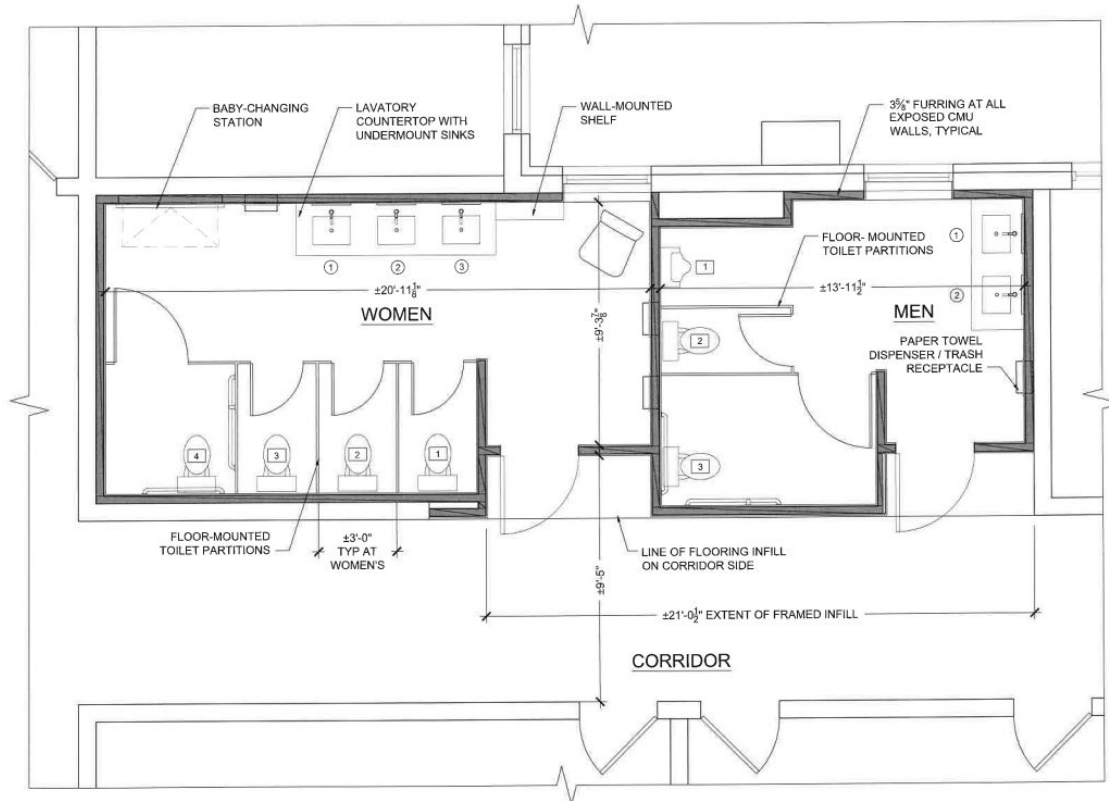 BABY-CHANGING
STATION
LAVATORY
COUNTERTOP WITH
UNDERMOUNT SINKS
WALL-MOUNTED
SHELF
3⅝" FURRING AT ALL
EXPOSED CMU
WALLS, TYPICAL
FLOOR- MOUNTED
TOILET PARTITIONS
1
2
3
1
2
1
±20'-11⅛"
±13'-11½"
WOMEN
±9'-3⅞"
MEN
2
PAPER TOWEL
DISPENSER / TRASH
RECEPTACLE
4
3
2
1
3
FLOOR-MOUNTED
TOILET PARTITIONS
±3'-0"
TYP AT
WOMEN'S
LINE OF FLOORING INFILL
ON CORRIDOR SIDE
±9'-5"
±21'-0½" EXTENT OF FRAMED INFILL
CORRIDOR